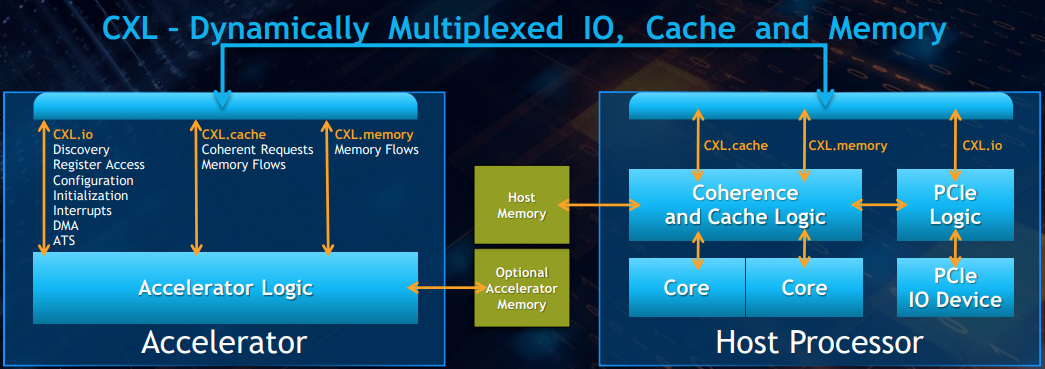 CXL – Dynamically Multiplexed IO, Cache and Memory
CXL.io
Discovery
Register Access
Configuration
Initialization
Interrupts
DMA
ATS
CXL.cache
Coherent Requests
Memory Flows
CXL.memory
Memory Flows
Accelerator Logic
Accelerator
Host
Memory
Optional
Accelerator
Memory
CXL.cache
CXL.memory
CXL.io
Coherence
and Cache Logic
PCIe
Logic
Core
Core
PCIe
IO Device
Host Processor